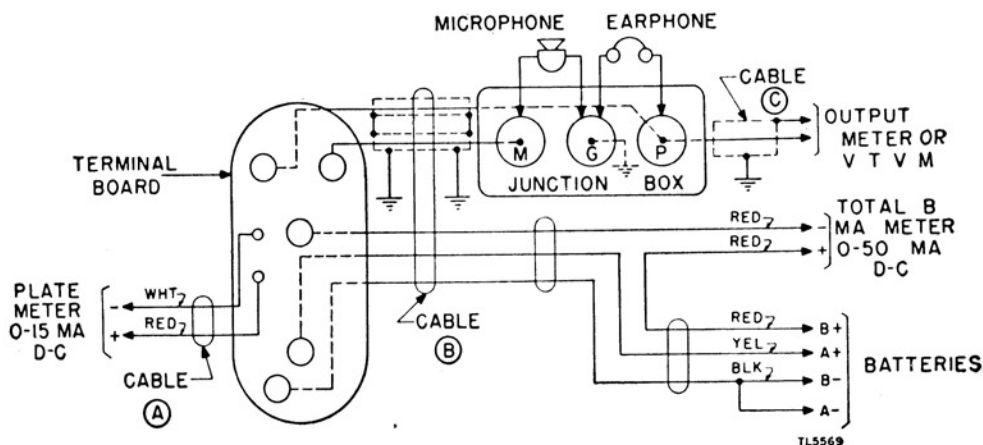 MICROPHONE
EARPHONE
CABLE
C
OUTPUT
METER OR
V T V M
TERMINAL
BOARD
M
G
P
JUNCTION BOX
TOTAL B
MA METER
0-50 MA
D-C
RED
-
RED
+
PLATE
METER
0-15 MA
D-C
-
WHT
+
RED
CABLE
A
CABLE
B
RED
B+
YEL
A+
BLK
B-
A-
BATTERIES
TL5569